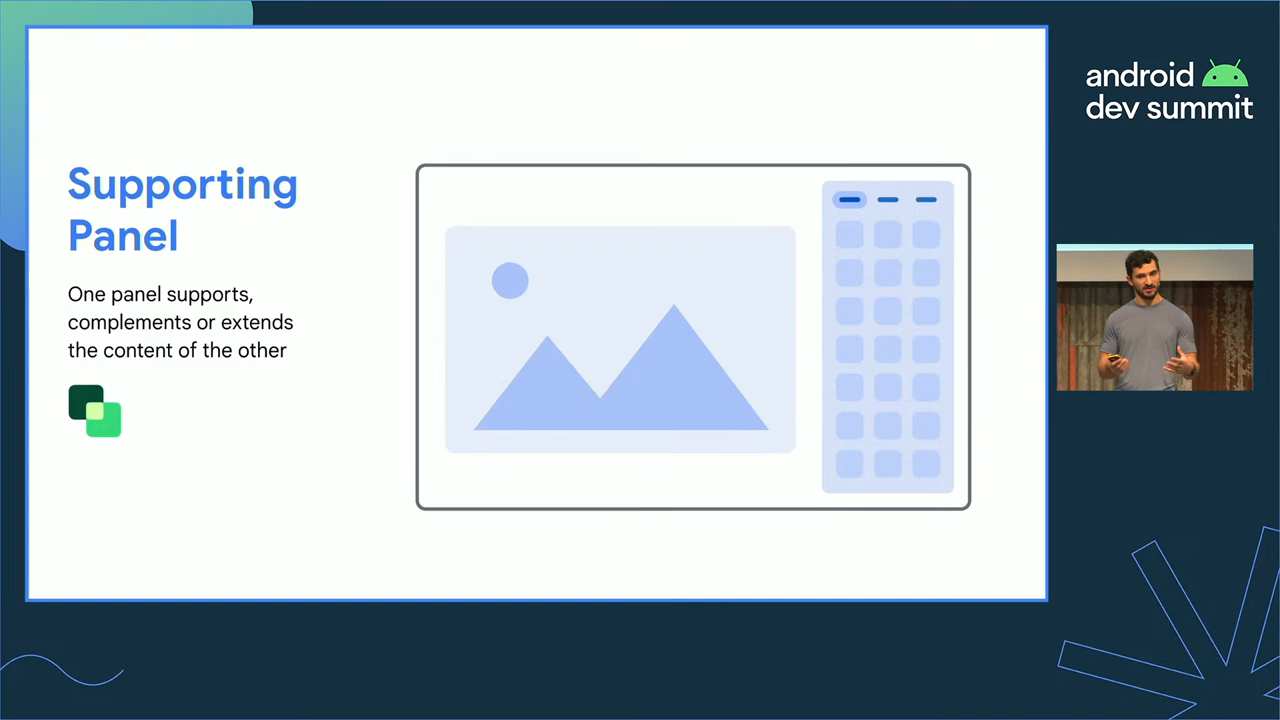 Supporting
Panel
One panel supports,
complements or extends
the content of the other
android
dev summit